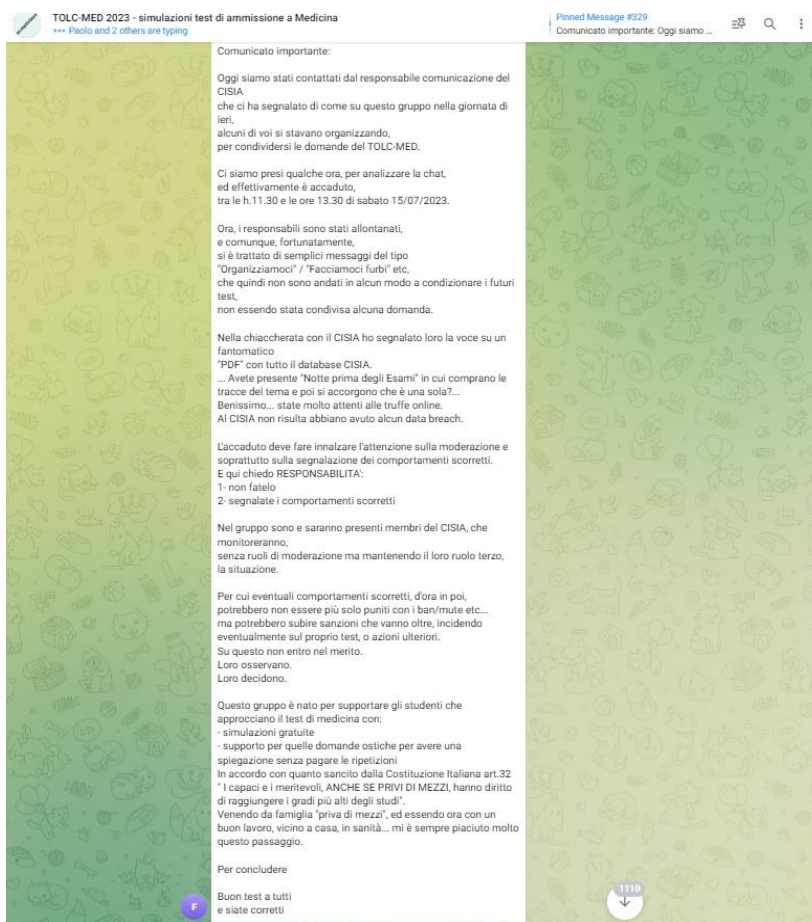 TOLC-MED 2023 - simulazioni test di ammissione a Medicina
Paolo and 2 others are typing
Pinned Message #329
Comunicato importante: Oggi siamo ...
Comunicato importante:
Oggi siamo stati contattati dal responsabile comunicazione del
CISIA
che ci ha segnalato di come su questo gruppo nella giornata di
ieri,
alcuni di voi si stavano organizzando,
per condividersi le domande del TOLC-MED.
Ci siamo presi qualche ora, per analizzare la chat,
ed effettivamente è accaduto,
tra le h.11.30 e le ore 13.30 di sabato 15/07/2023.
Ora, i responsabili sono stati allontanati,
e comunque, fortunatamente,
si è trattato di semplici messaggi del tipo
"Organizziamoci" / "Facciamoci furbi" etc,
che quindi non sono andati in alcun modo a condizionare i futuri
test,
non essendo stata condivisa alcuna domanda.
Nella chiaccherata con il CISIA ho segnalato loro la voce su un
fantomatico
"PDF" con tutto il database CISIA.
... Avete presente "Notte prima degli Esami" in cui comprano le
tracce del tema e poi si accorgono che è una sola?...
Benissimo... state molto attenti alle truffe online.
Al CISIA non risulta abbiano avuto alcun data breach.
L'accaduto deve fare innalzare l'attenzione sulla moderazione e
soprattutto sulla segnalazione dei comportamenti scorretti.
E qui chiedo RESPONSABILITA':
1- non fatelo
2- segnalate i comportamenti scorretti
Nel gruppo sono e saranno presenti membri del CISIA, che
monitoreranno,
senza ruoli di moderazione ma mantenendo il loro ruolo terzo,
la situazione.
Per cui eventuali comportamenti scorretti, d'ora in poi,
potrebbero non essere più solo puniti con i ban/mute etc...
ma potrebbero subire sanzioni che vanno oltre, incidendo
eventualmente sul proprio test, o azioni ulteriori.
Su questo non entro nel merito.
Loro osservano.
Loro decidono.
Questo gruppo è nato per supportare gli studenti che
approcciano il test di medicina con:
- simulazioni gratuite
- supporto per quelle domande ostiche per avere una
spiegazione senza pagare le ripetizioni
In accordo con quanto sancito dalla Costituzione Italiana art.32
" I capaci e i meritevoli, ANCHE SE PRIVI DI MEZZI, hanno diritto
di raggiungere i gradi più alti degli studi".
Venendo da famiglia "priva di mezzi", ed essendo ora con un
buon lavoro, vicino a casa, in sanità... mi è sempre piaciuto molto
questo passaggio.
Per concludere
Buon test a tutti
e siate corretti
F
1110